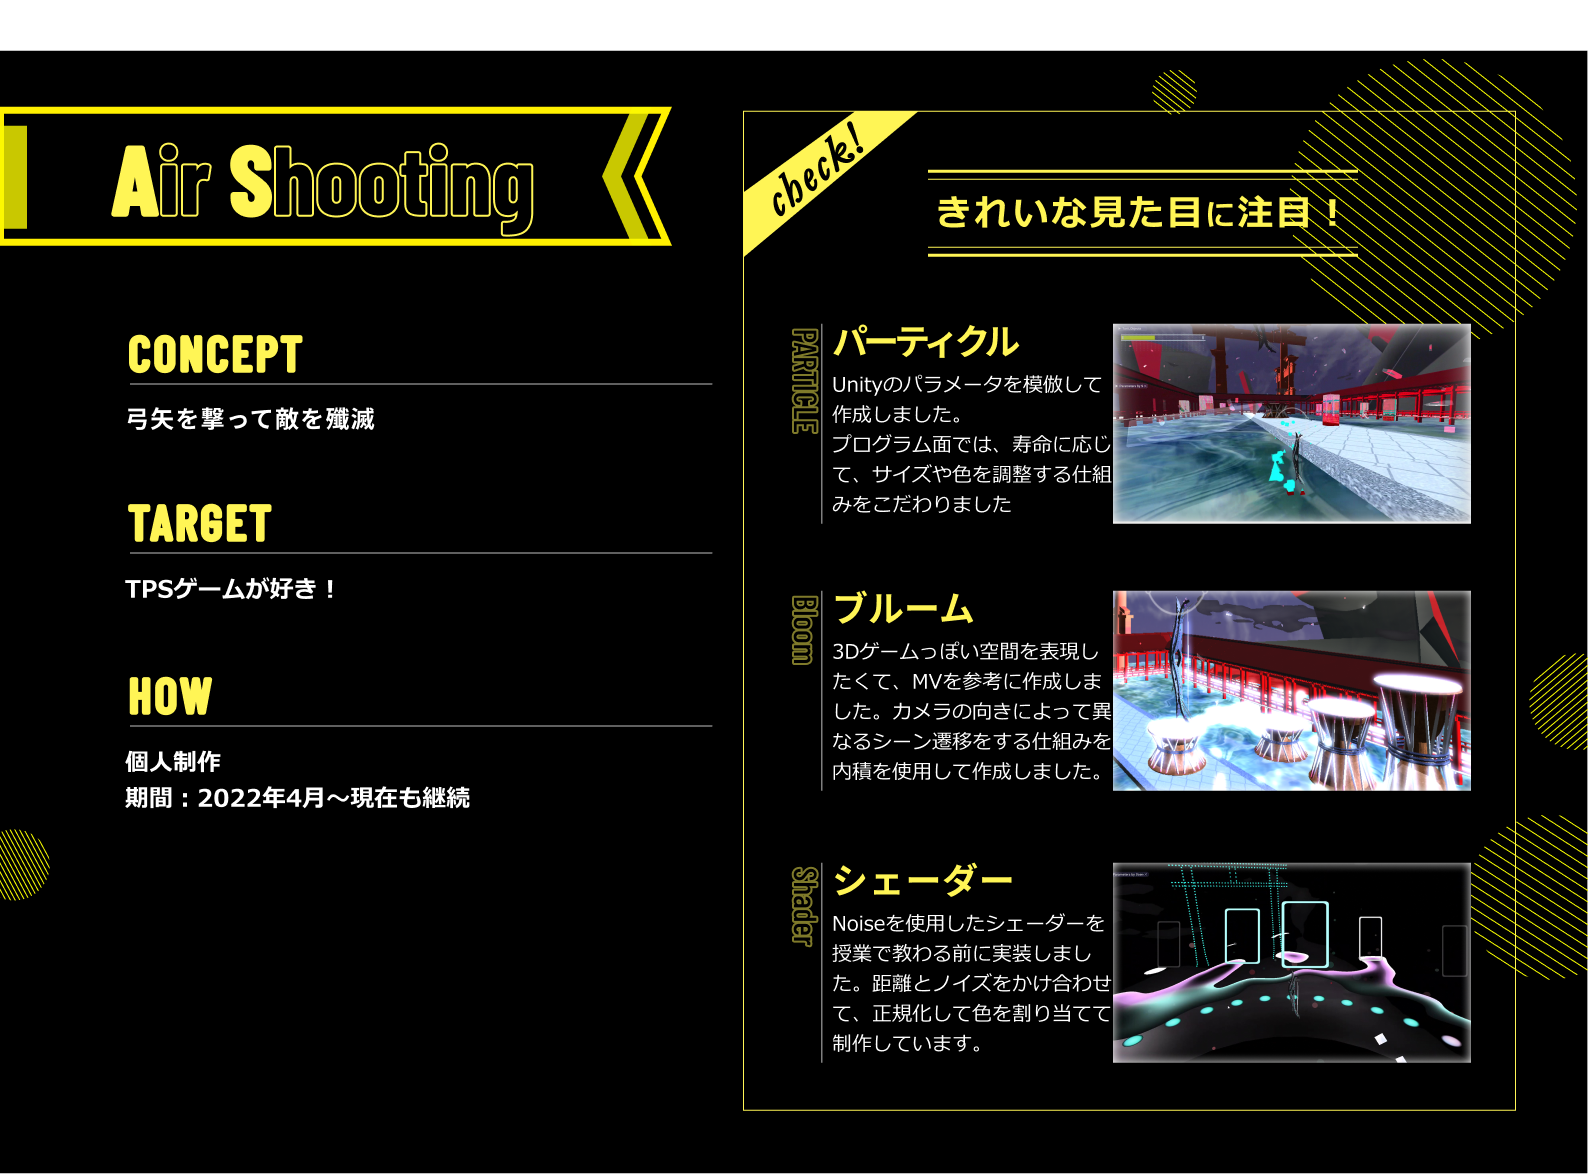 Air Shooting
CONCEPT
弓矢を撃って敵を殲滅
TARGET
TPSゲームが好き！
HOW
個人制作
期間：2022年4月～現在も継続
check!
きれいな見た目に注目！
PARTICLE
パーティクル
Unityのパラメータを模倣して
作成しました。
プログラム面では、寿命に応じ
て、サイズや色を調整する仕組
みをこだわりました
Bloom
ブルーム
3Dゲームっぽい空間を表現し
たくて、MVを参考に作成しま
した。カメラの向きによって異
なるシーン遷移をする仕組みを
内積を使用して作成しました。
Shader
シェーダー
Noiseを使用したシェーダーを
授業で教わる前に実装しまし
た。距離とノイズをかけ合わせ
て、正規化して色を割り当てて
制作しています。